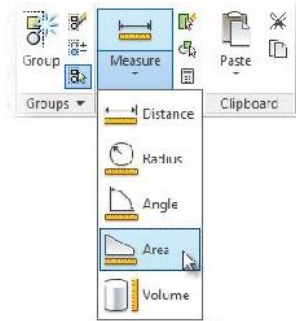 Group
Measure
Paste
Groups
Clipboard
Distance
Radius
Angle
Area
Volume